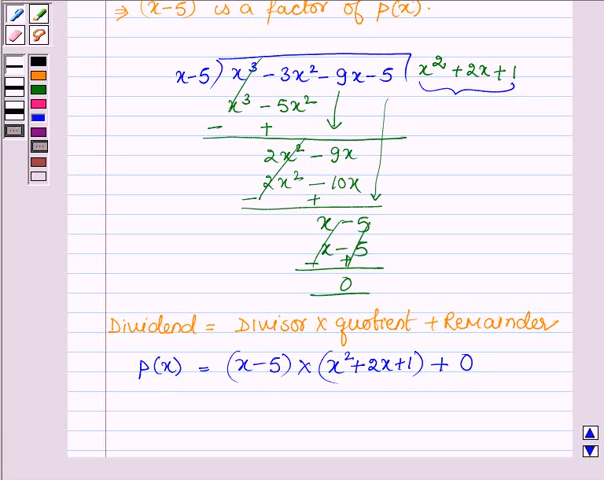 ⇒ (x-5) is a factor of p(x).
x-5) x³ - 3x² - 9x - 5 ( x² + 2x + 1
x³ - 5x²
- +
2x² - 9x
2x² - 10x
- +
x - 5
x - 5
- +
0
Dividend = Divisor × quotient + Remainder
p(x) = (x-5) × (x²+2x+1) + 0